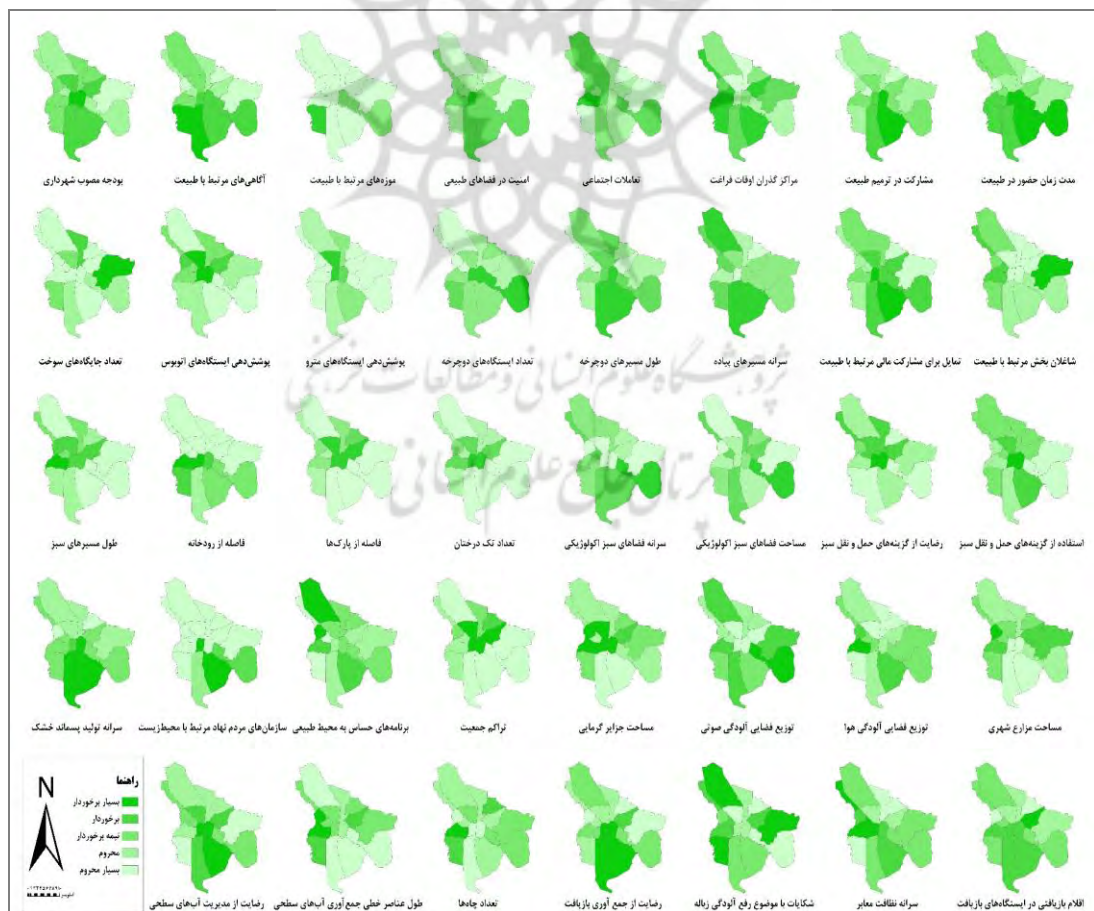 مدت زمان حضور در طبیعت
مشارکت در ترمیم طبیعت
مراکز گذران اوقات فراغت
تعاملات اجتماعی
امنیت در فضاهای طبیعی
موزه‌های مرتبط با طبیعت
آگاهی‌های مرتبط با طبیعت
بودجه مصوب شهرداری
شاغلان بخش مرتبط با طبیعت
تمایل برای مشارکت مالی مرتبط با طبیعت
سرانه مسیرهای پیاده
طول مسیرهای دوچرخه
تعداد ایستگاه‌های دوچرخه
پوشش‌دهی ایستگاه‌های مترو
پوشش‌دهی ایستگاه‌های اتوبوس
تعداد جایگاه‌های سوخت
پژوهشگاه علوم انسانی و مطالعات فرهنگی
پرتال جامع علوم انسانی
استفاده از گزینه‌های حمل و نقل سبز
رضایت از گزینه‌های حمل و نقل سبز
مساحت فضاهای سبز اکولوژیکی
سرانه فضاهای سبز اکولوژیکی
تعداد تک درختان
فاصله از پارک‌ها
فاصله از رودخانه
طول مسیرهای سبز
مساحت مزارع شهری
توزیع فضایی آلودگی هوا
توزیع فضایی آلودگی صوتی
مساحت جزایر گرمایی
تراکم جمعیت
برنامه‌های حساس به محیط طبیعی
سازمان‌های مردم نهاد مرتبط با محیط‌زیست
سرانه تولید پسماند خشک
اقلام بازیافتی در ایستگاه‌های بازیافت
سرانه نظافت معابر
شکایات با موضوع رفع آلودگی زباله
رضایت از جمع آوری بازیافت
تعداد چاه‌ها
طول عناصر خطی جمع‌آوری آب‌های سطحی
رضایت از مدیریت آب‌های سطحی
راهنما
بسیار برخوردار
برخوردار
نیمه برخوردار
محروم
بسیار محروم
N